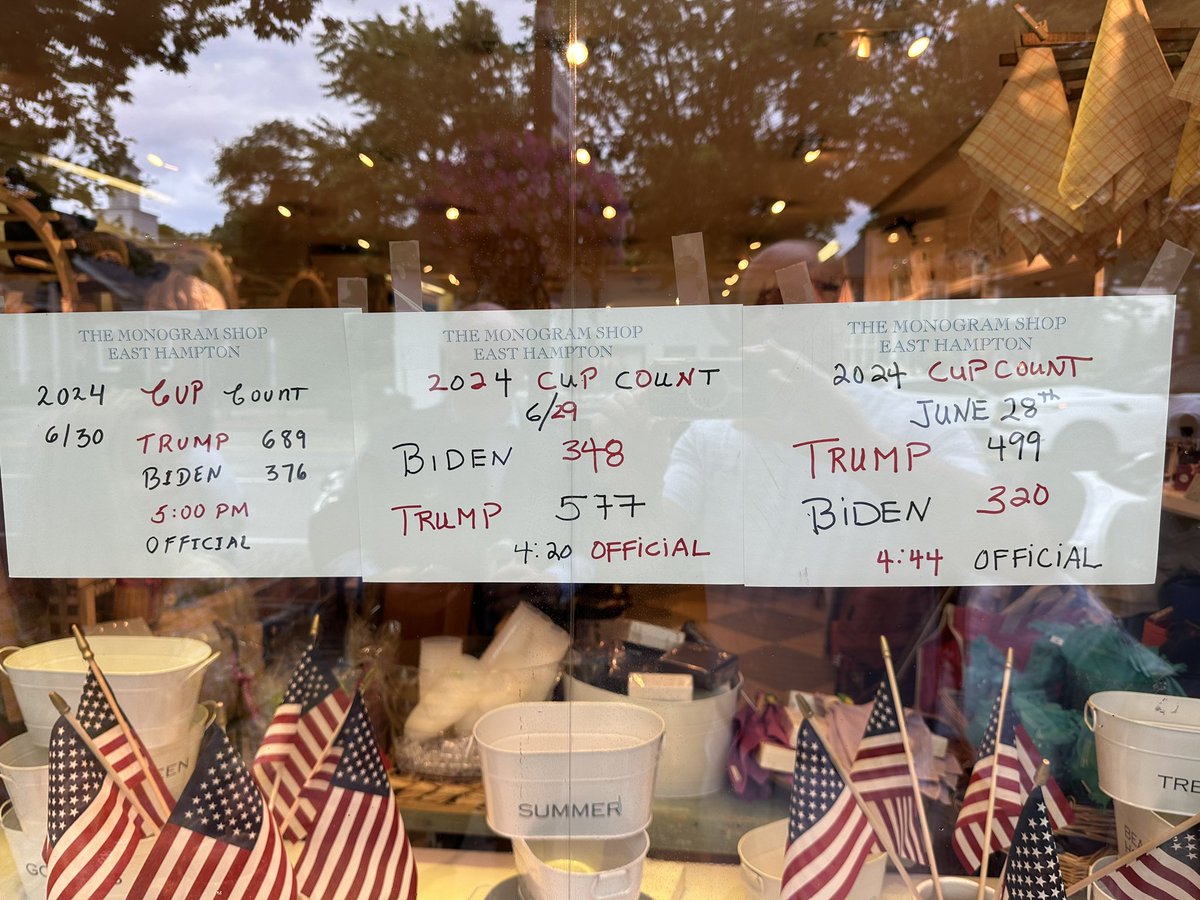 THE MONOGRAM SHOP
EAST HAMPTON
2024 CUP COUNT
6/30 TRUMP 689
BIDEN 376
5:00 PM
OFFICIAL
THE MONOGRAM SHOP
EAST HAMPTON
2024 CUP COUNT
6/29
BIDEN 348
TRUMP 577
4:20 OFFICIAL
THE MONOGRAM SHOP
EAST HAMPTON
2024 CUP COUNT
JUNE 28th
TRUMP 499
BIDEN 320
4:44 OFFICIAL
SUMMER